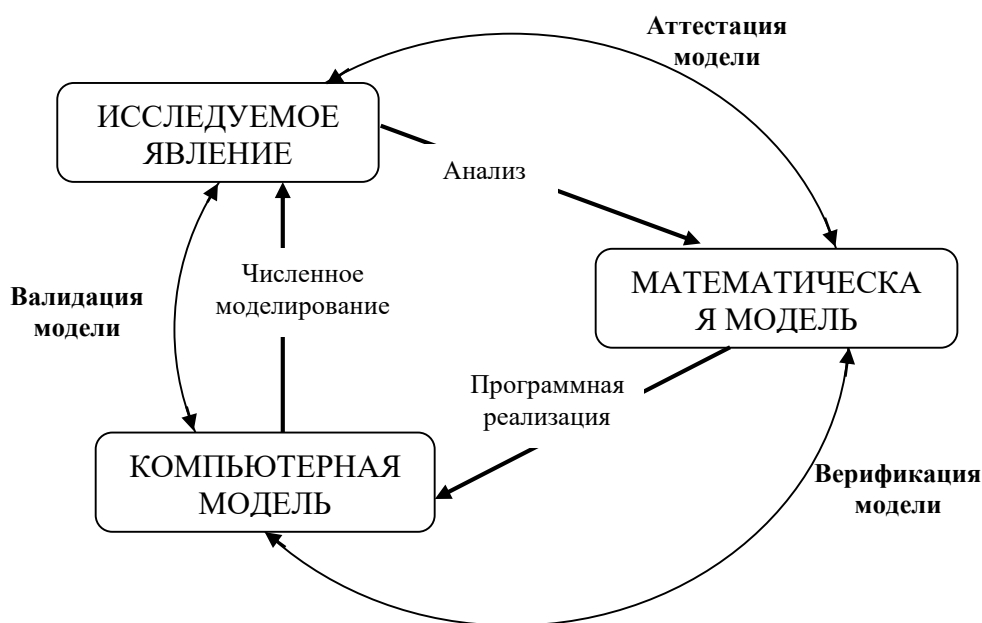 Аттестация
модели
ИССЛЕДУЕМОЕ
ЯВЛЕНИЕ
Анализ
Численное
моделирование
Валидация
модели
МАТЕМАТИЧЕСКА
Я МОДЕЛЬ
Программная
реализация
КОМПЬЮТЕРНАЯ
МОДЕЛЬ
Верификация
модели